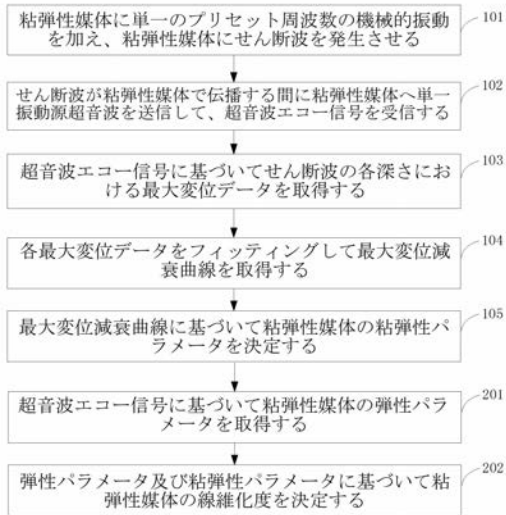 粘弾性媒体に単一のプリセット周波数の機械的振動
を加え、粘弾性媒体にせん断波を発生させる
101
せん断波が粘弾性媒体で伝播する間に粘弾性媒体へ単一
振動源超音波を送信して、超音波エコー信号を受信する
102
超音波エコー信号に基づいてせん断波の各深さにお
ける最大変位データを取得する
103
各最大変位データをフィッティングして最大変位減
衰曲線を取得する
104
最大変位減衰曲線に基づいて粘弾性媒体の粘弾性パ
ラメータを決定する
105
超音波エコー信号に基づいて粘弾性媒体の弾性パラ
メータを取得する
201
弾性パラメータ及び粘弾性パラメータに基づいて粘
弾性媒体の線維化度を決定する
202